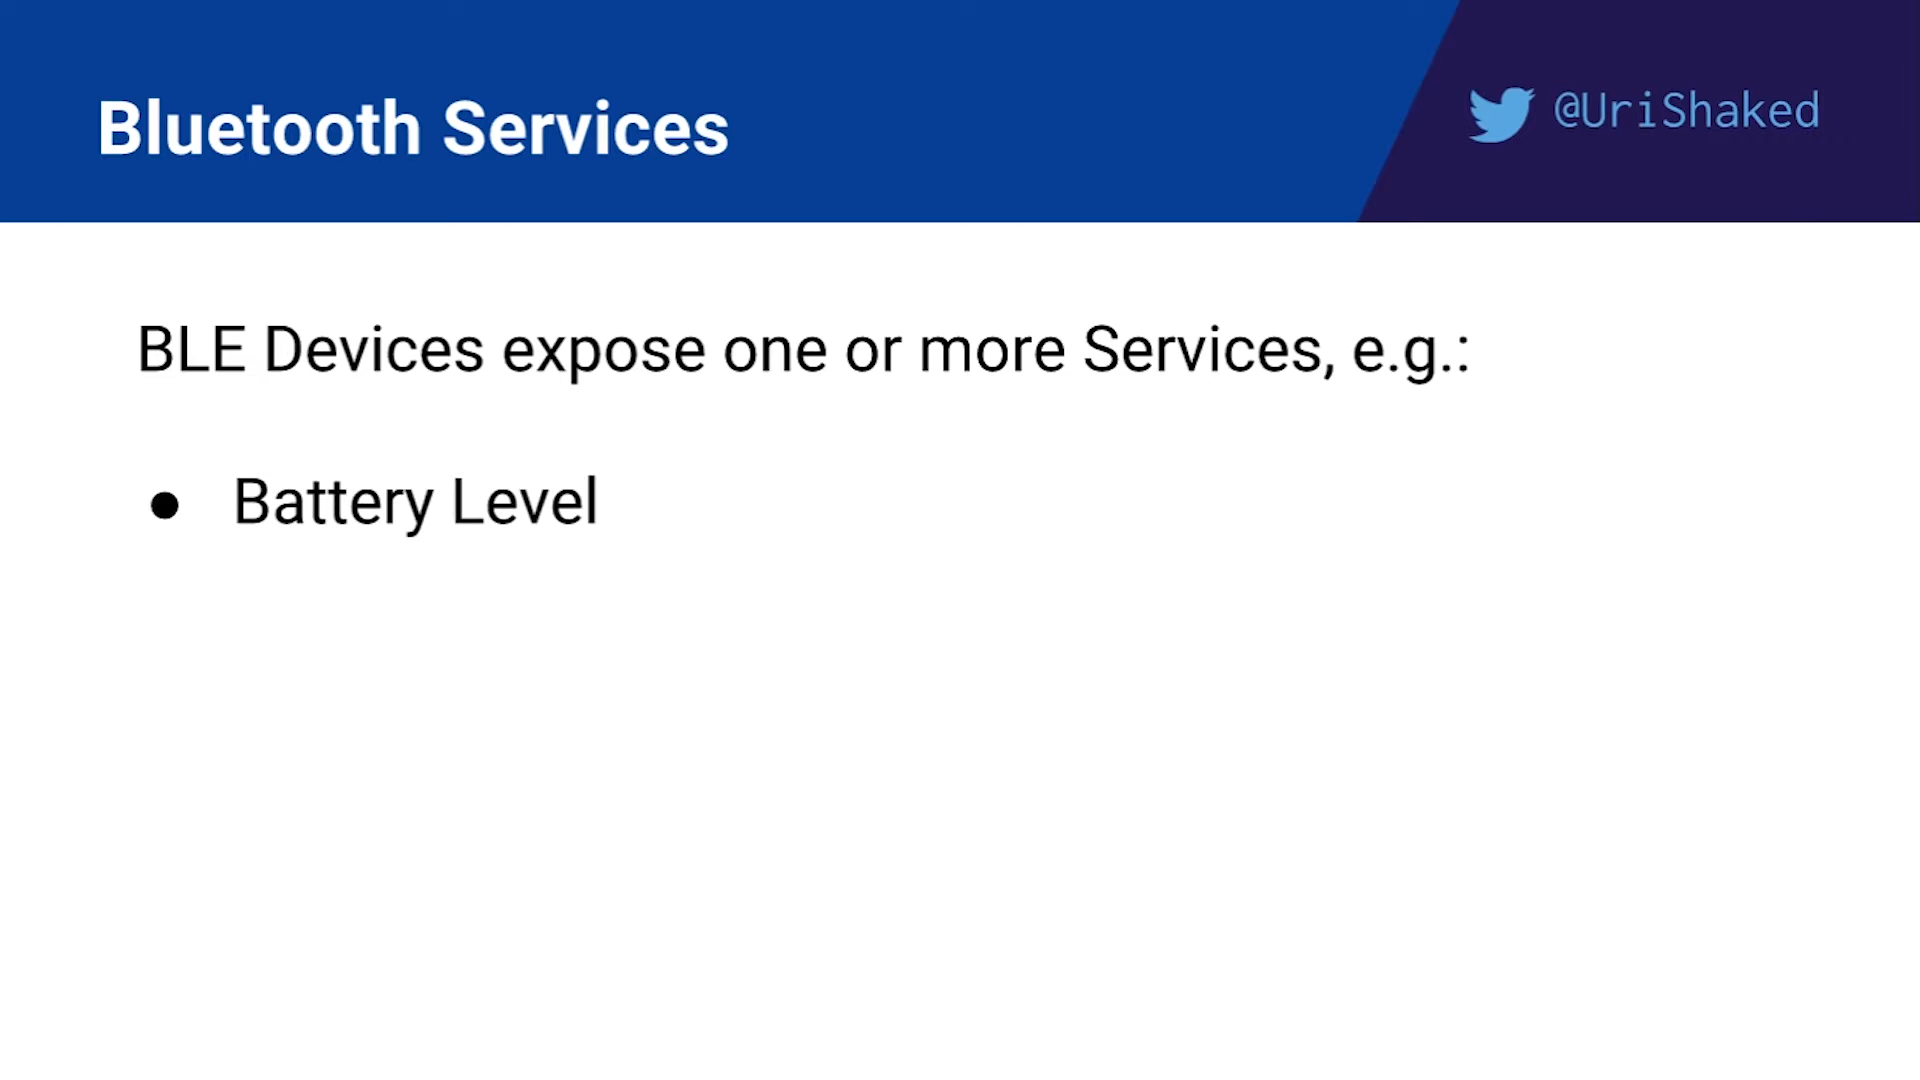 Bluetooth Services
@UriShaked
BLE Devices expose one or more Services, e.g.:
● Battery Level